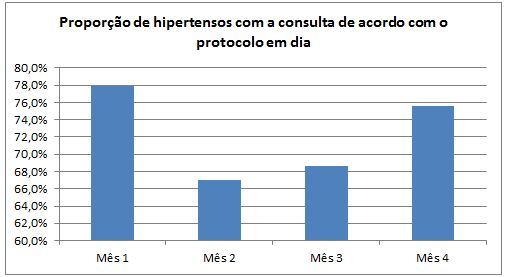 Proporção de hipertensos com a consulta de acordo com o
protocolo em dia
80,0%
78,0%
76,0%
74,0%
72,0%
70,0%
68,0%
66,0%
64,0%
62,0%
60,0%
Mês 1
Mês 2
Mês 3
Mês 4